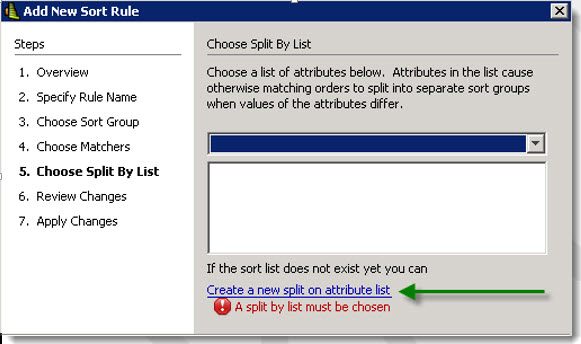 Add New Sort Rule
Steps
1. Overview
2. Specify Rule Name
3. Choose Sort Group
4. Choose Matchers
5. Choose Split By List
6. Review Changes
7. Apply Changes
Choose Split By List
Choose a list of attributes below. Attributes in the list cause
otherwise matching orders to split into separate sort groups
when values of the attributes differ.
If the sort list does not exist yet you can
Create a new split on attribute list
A split by list must be chosen